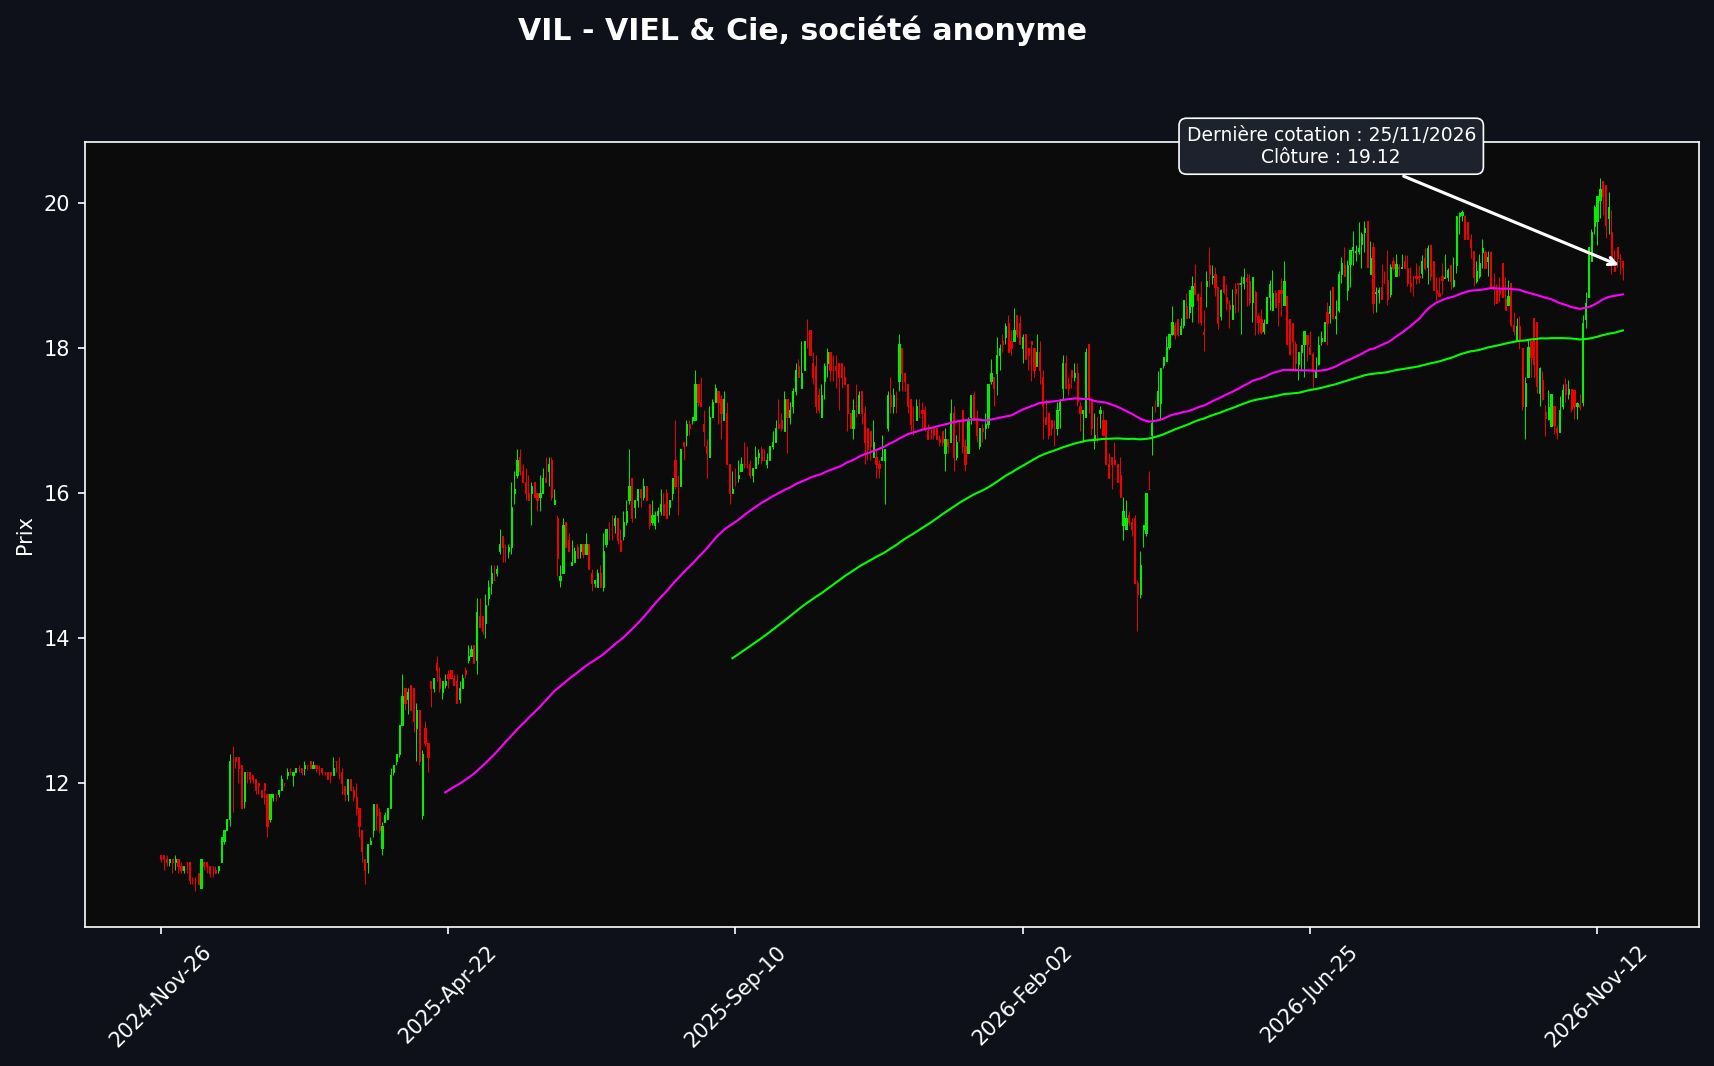 VIL - VIEL & Cie, société anonyme
Dernière cotation : 25/11/2026
Clôture : 19.12
Prix
20
18
16
14
12
2024-Nov-26
2025-Apr-22
2025-Sep-10
2026-Feb-02
2026-Jun-25
2026-Nov-12